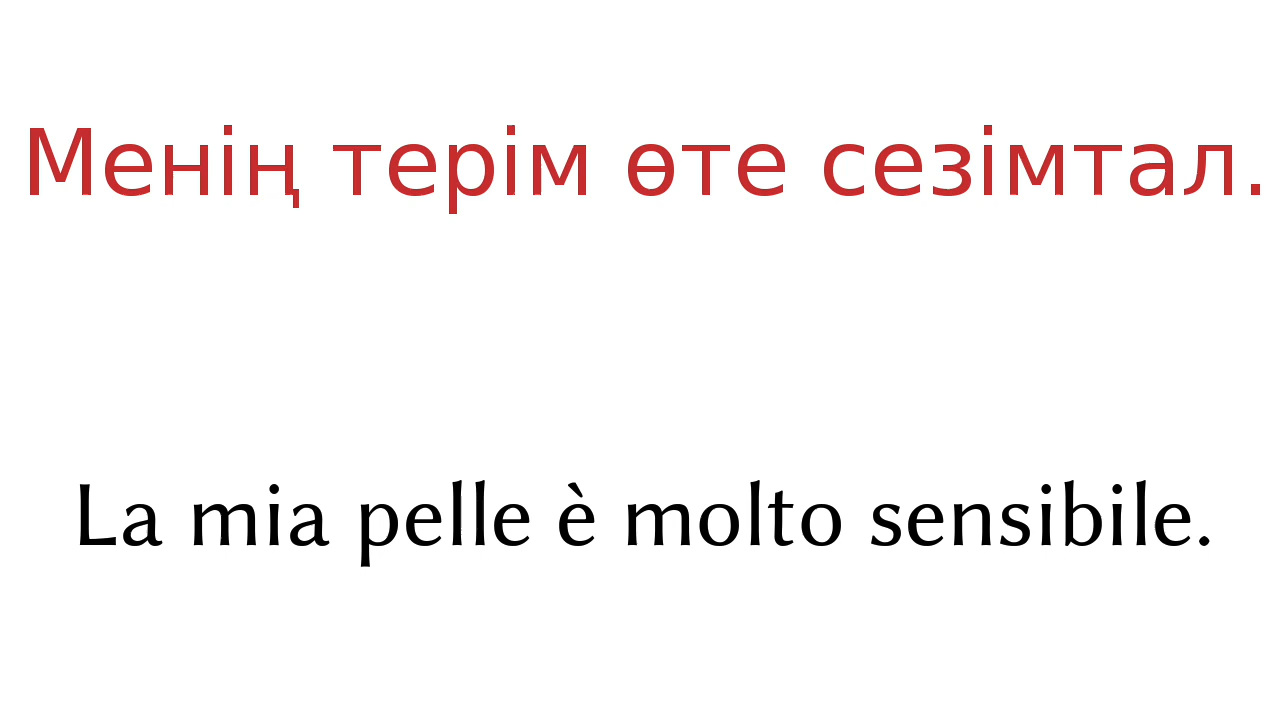 Менің терім өте сезімтал.
La mia pelle è molto sensibile.